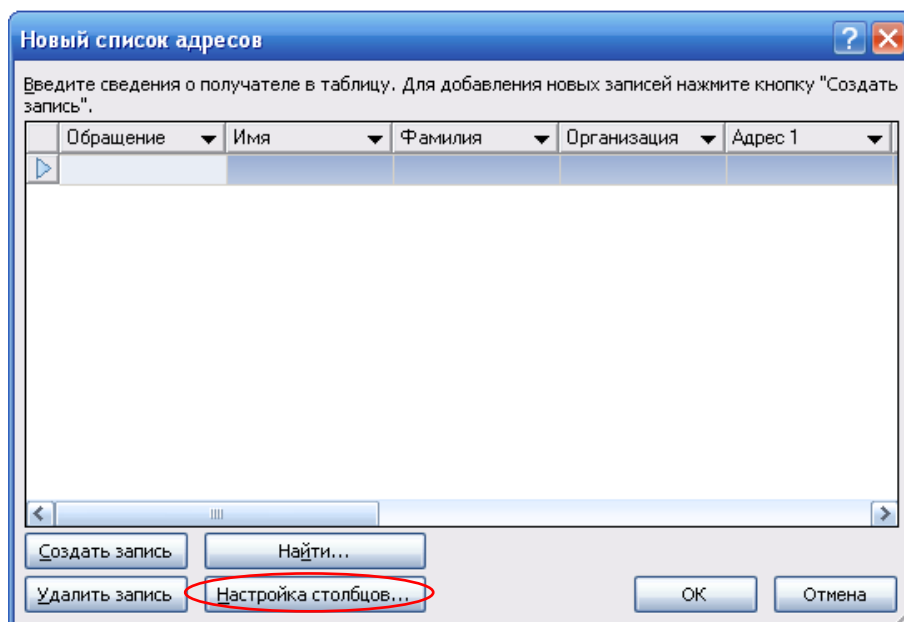 Новый список адресов
Введите сведения о получателе в таблицу. Для добавления новых записей нажмите кнопку "Создать
запись".
Обращение Имя Фамилия Организация Адрес 1
Создать запись Найти...
Удалить запись Настройка столбцов... ОК Отмена